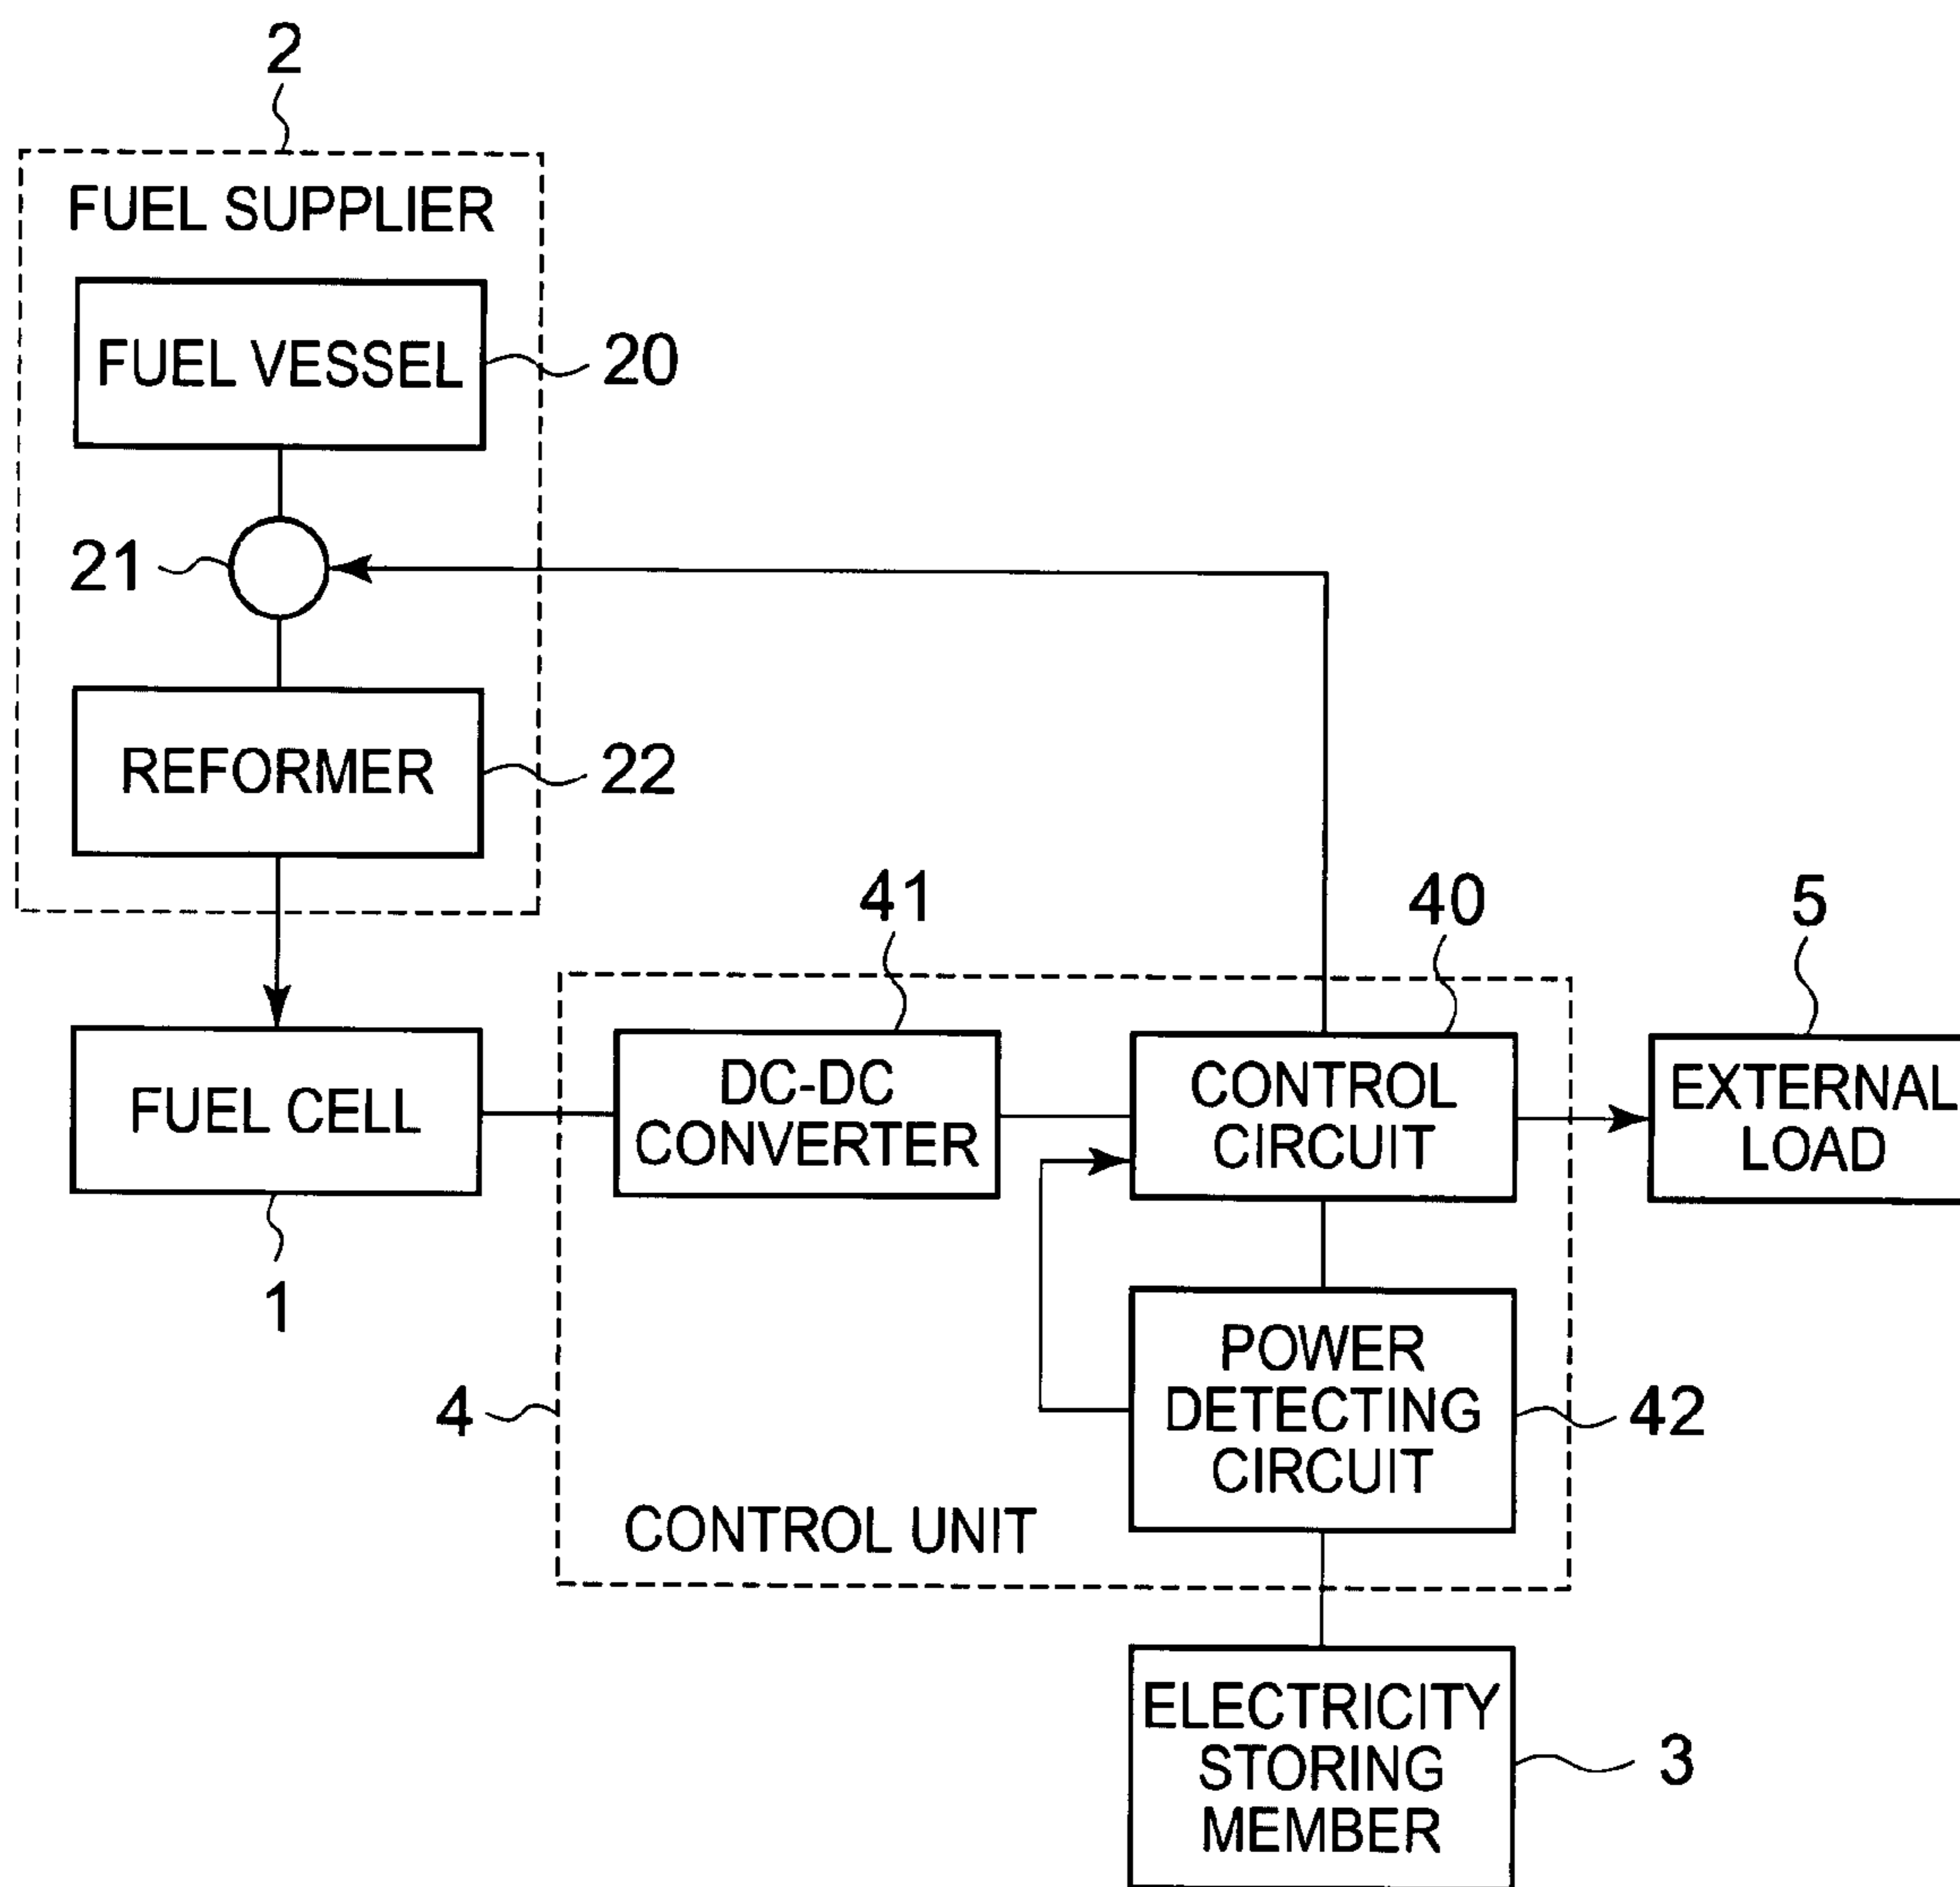 2
FUEL SUPPLIER
FUEL VESSEL
20
21
REFORMER
22
41
40
5
FUEL CELL
DC-DC
CONVERTER
CONTROL
CIRCUIT
EXTERNAL
LOAD
1
POWER
DETECTING
CIRCUIT
4
42
CONTROL UNIT
ELECTRICITY
STORING
MEMBER
3